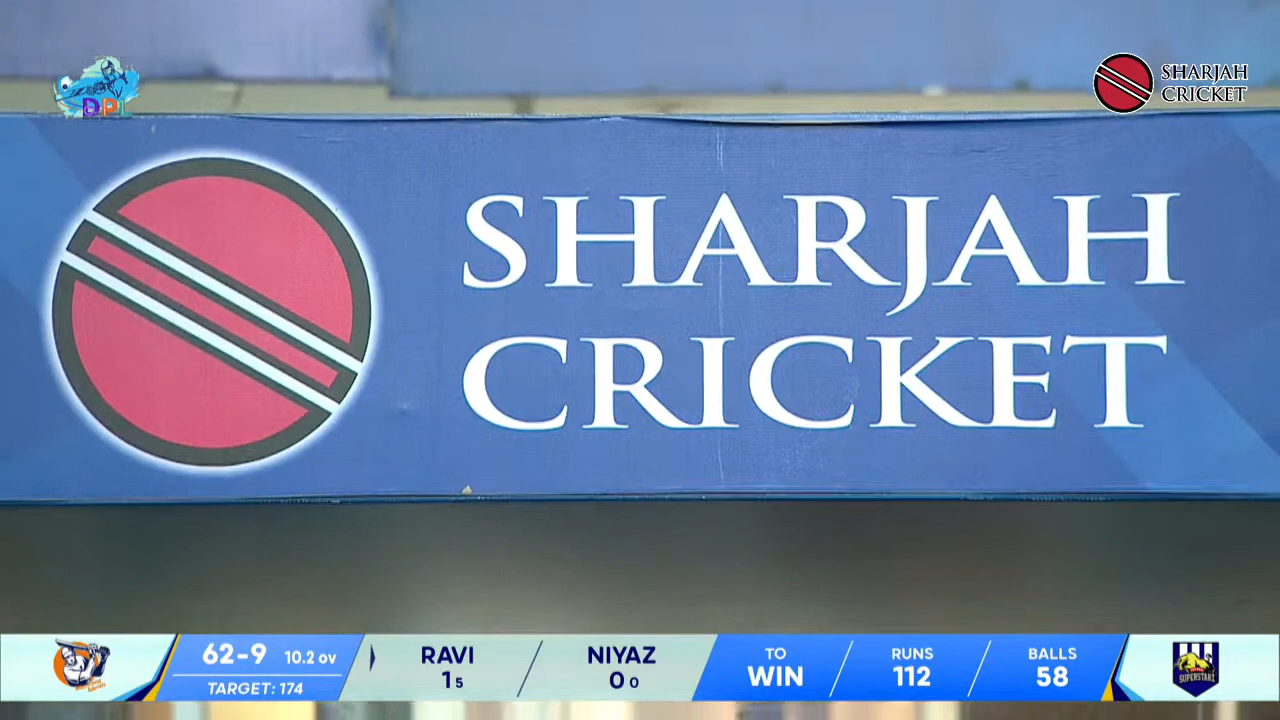 DPL
SHARJAH
CRICKET
SHARJAH
CRICKET
62-9 10.2 ov
TARGET: 174
RAVI
1 5
NIYAZ
0 0
TO
WIN
RUNS
112
BALLS
58
SUPERSTARZ